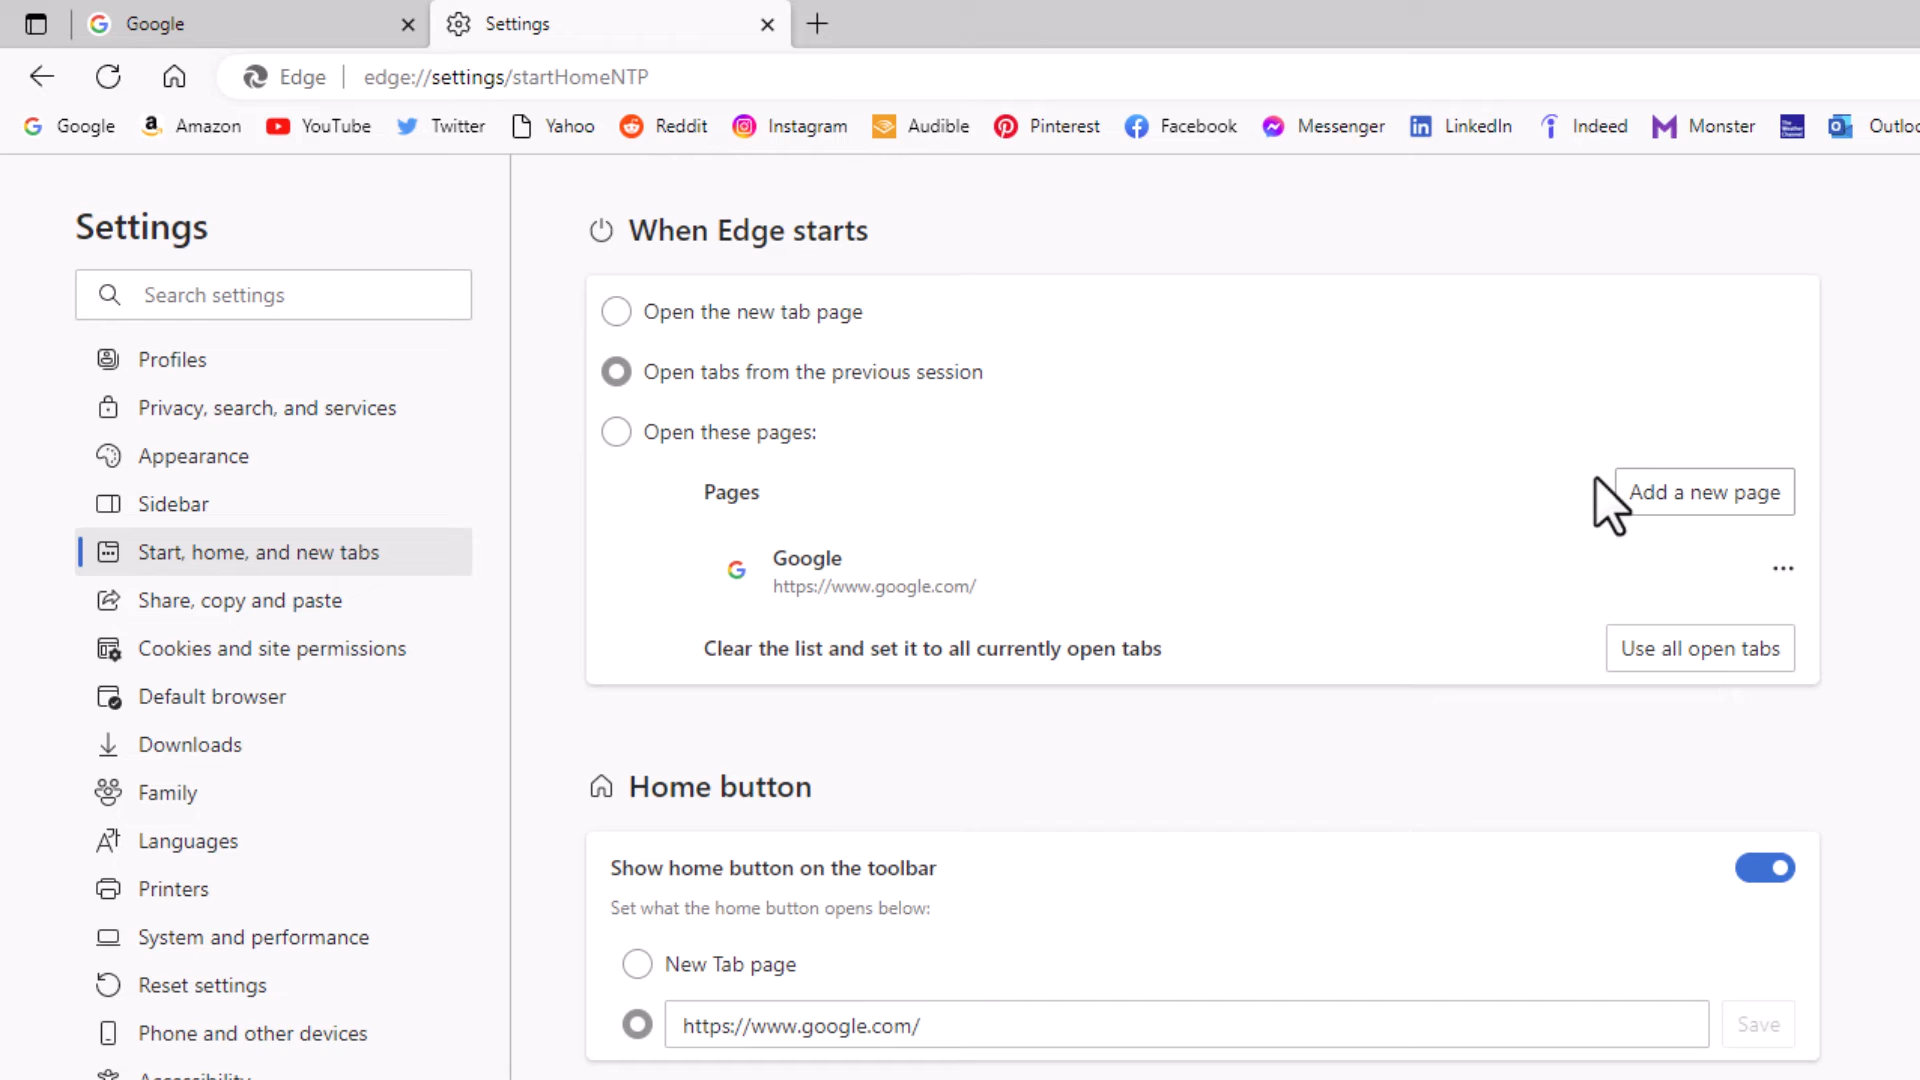 Google
Settings
Edge | edge://settings/startHomeNTP
Google Amazon YouTube Twitter Yahoo Reddit Instagram Audible Pinterest Facebook Messenger LinkedIn Indeed Monster Outloo
Settings
Search settings
Profiles
Privacy, search, and services
Appearance
Sidebar
Start, home, and new tabs
Share, copy and paste
Cookies and site permissions
Default browser
Downloads
Family
Languages
Printers
System and performance
Reset settings
Phone and other devices
Accessibility
When Edge starts
Open the new tab page
Open tabs from the previous session
Open these pages:
Pages
Add a new page
Google
https://www.google.com/
Clear the list and set it to all currently open tabs
Use all open tabs
Home button
Show home button on the toolbar
Set what the home button opens below:
New Tab page
https://www.google.com/
Save